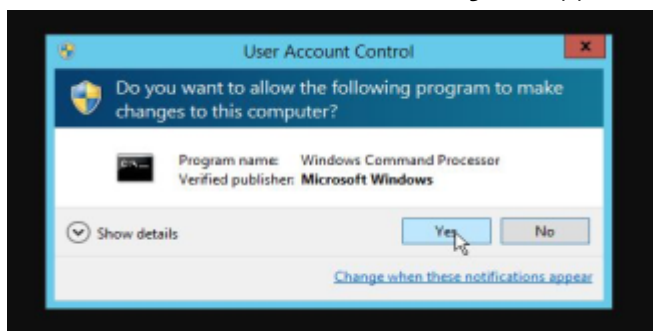 User Account Control
Do you want to allow the following program to make
changes to this computer?
Program name: Windows Command Processor
Verified publisher: Microsoft Windows
Show details
Yes
No
Change when these notifications appear